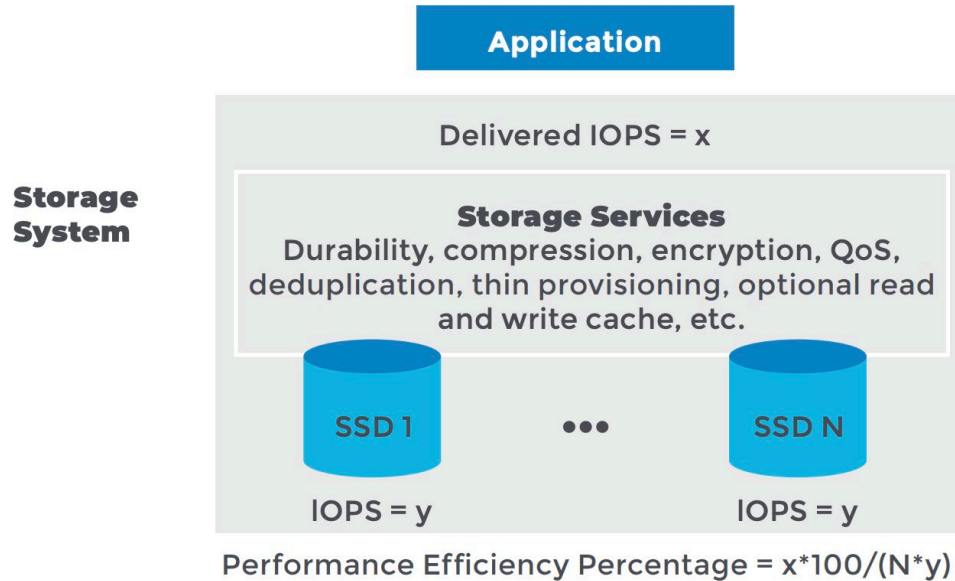 Application
Delivered IOPS = x
Storage
System
Storage Services
Durability, compression, encryption, QoS,
deduplication, thin provisioning, optional read
and write cache, etc.
SSD 1
•••
SSD N
IOPS = y
IOPS = y
Performance Efficiency Percentage = x*100/(N*y)